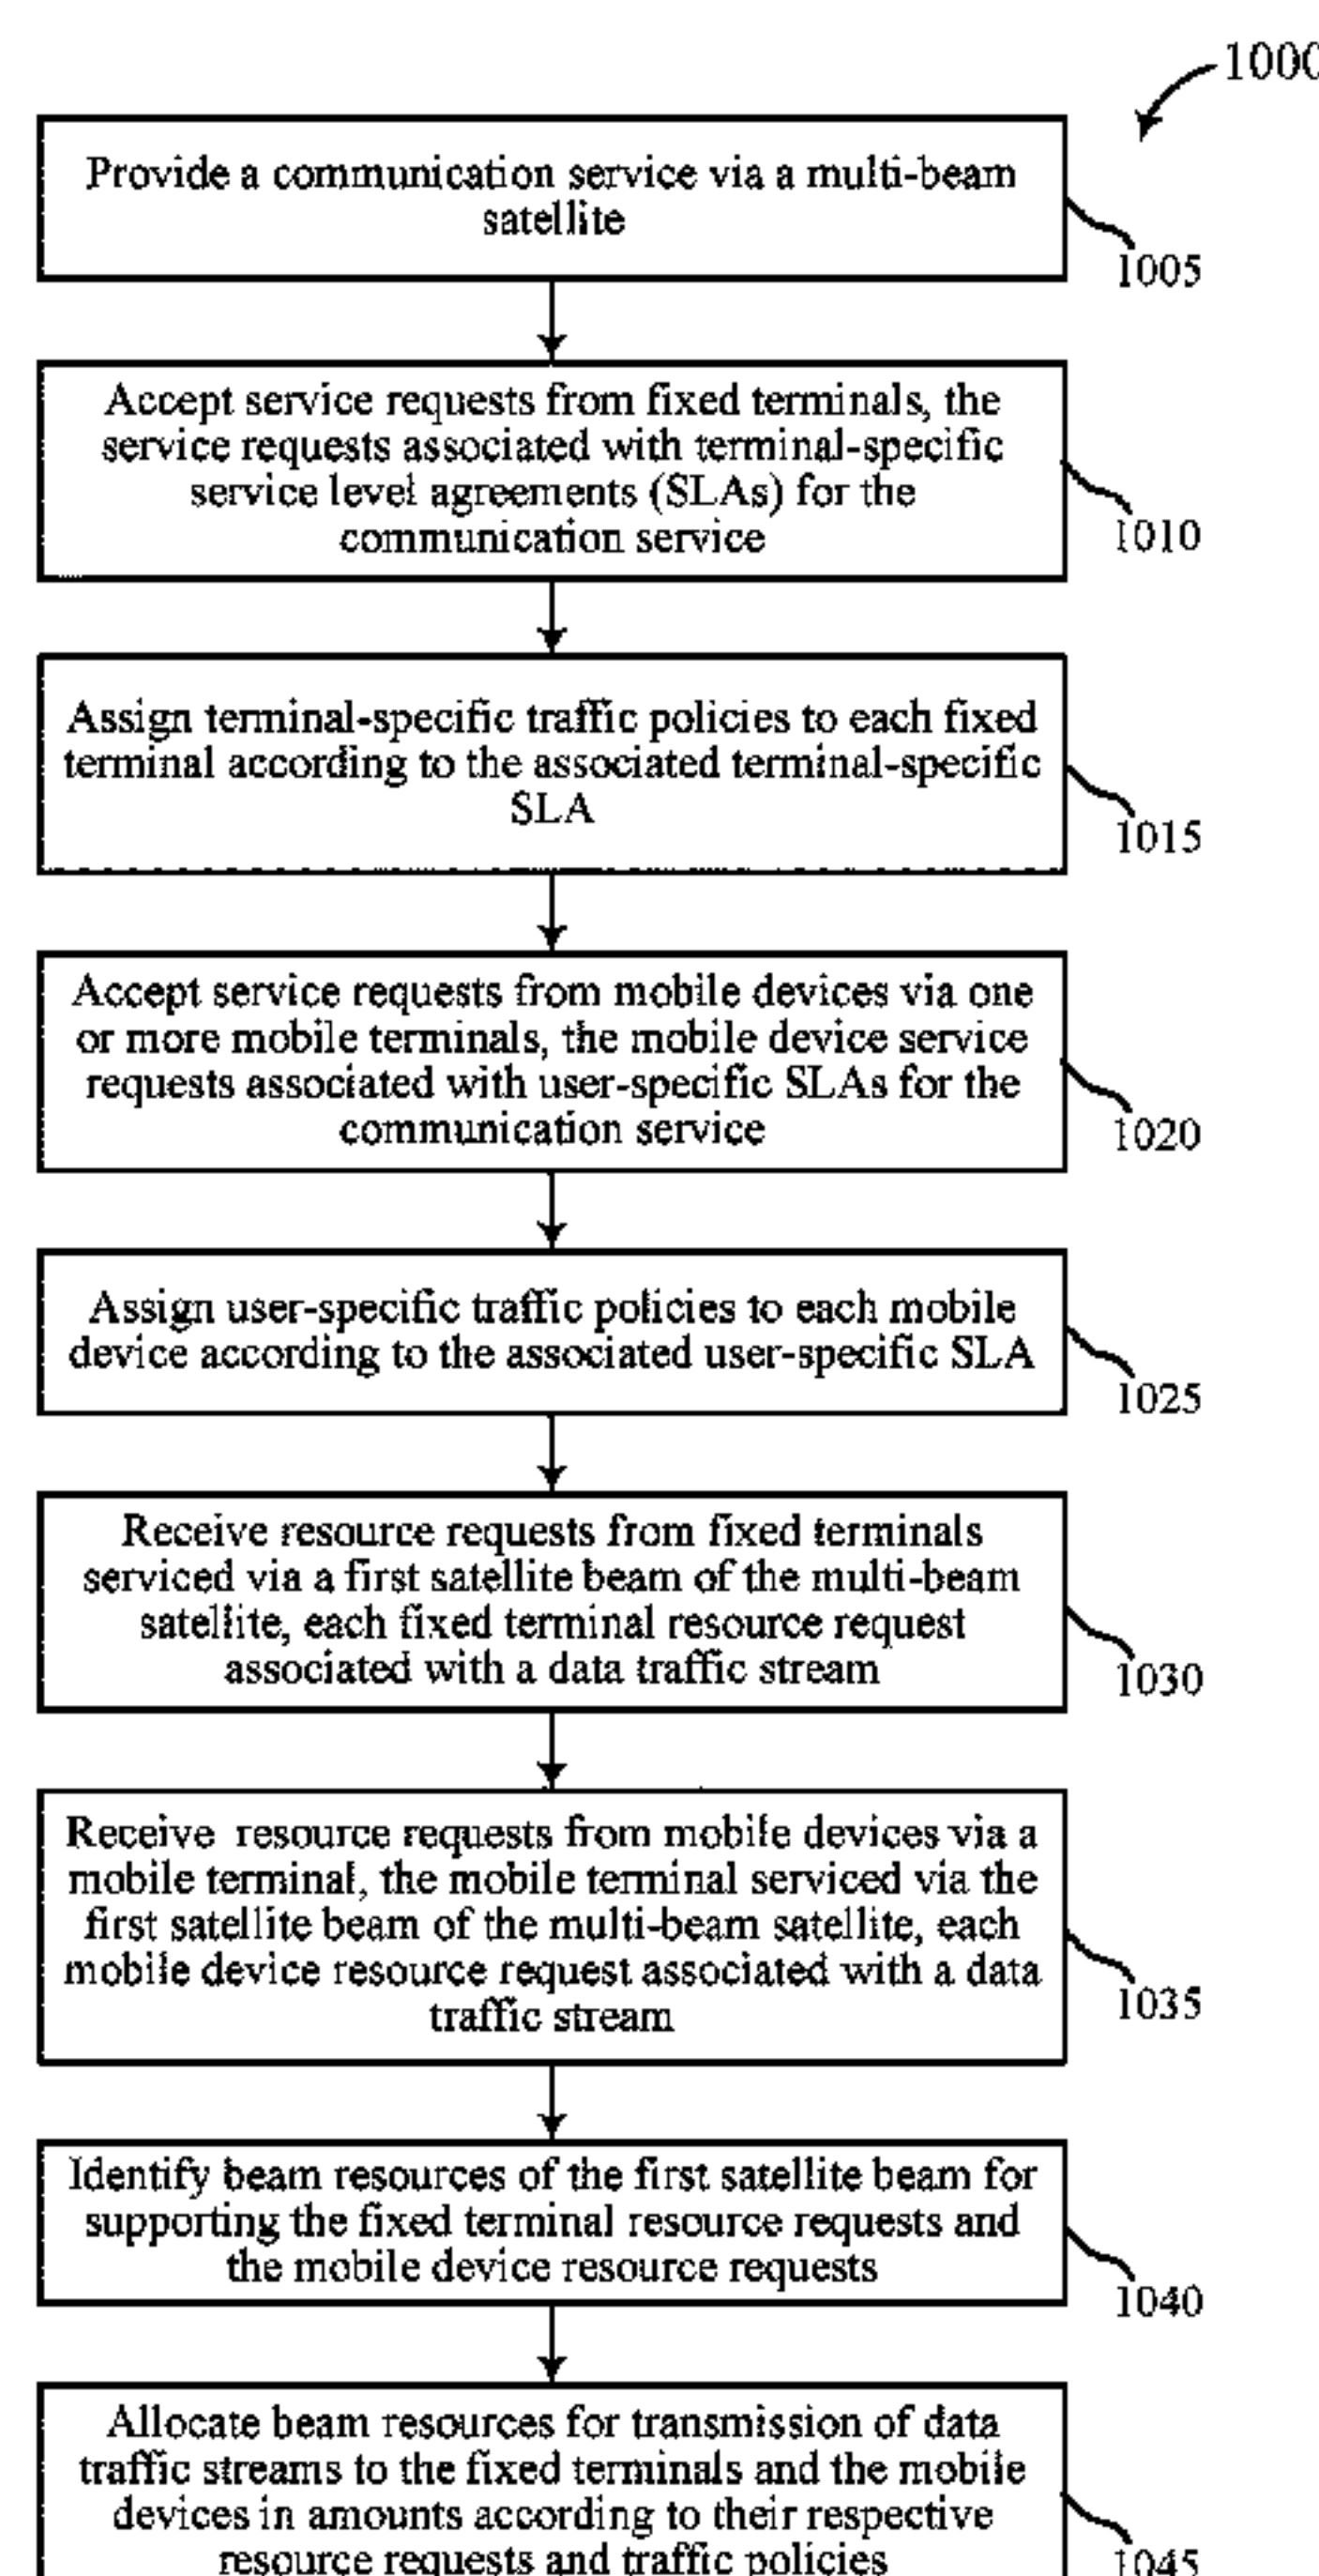 1000
Provide a communication service via a multi-beam
satellite
1005
Accept service requests from fixed terminals, the
service requests associated with terminal-specific
service level agreements (SLAs) for the
communication service
1010
Assign terminal-specific traffic policies to each fixed
terminal according to the associated terminal-specific
SLA
1015
Accept service requests from mobile devices via one
or more mobile terminals, the mobile device service
requests associated with user-specific SLAs for the
communication service
1020
Assign user-specific traffic policies to each mobile
device according to the associated user-specific SLA
1025
Receive resource requests from fixed terminals
serviced via a first satellite beam of the multi-beam
satellite, each fixed terminal resource request
associated with a data traffic stream
1030
Receive resource requests from mobile devices via a
mobile terminal, the mobile terminal serviced via the
first satellite beam of the multi-beam satellite, each
mobile device resource request associated with a data
traffic stream
1035
Identify beam resources of the first satellite beam for
supporting the fixed terminal resource requests and
the mobile device resource requests
1040
Allocate beam resources for transmission of data
traffic streams to the fixed terminals and the mobile
devices in amounts according to their respective
resource requests and traffic policies
1045